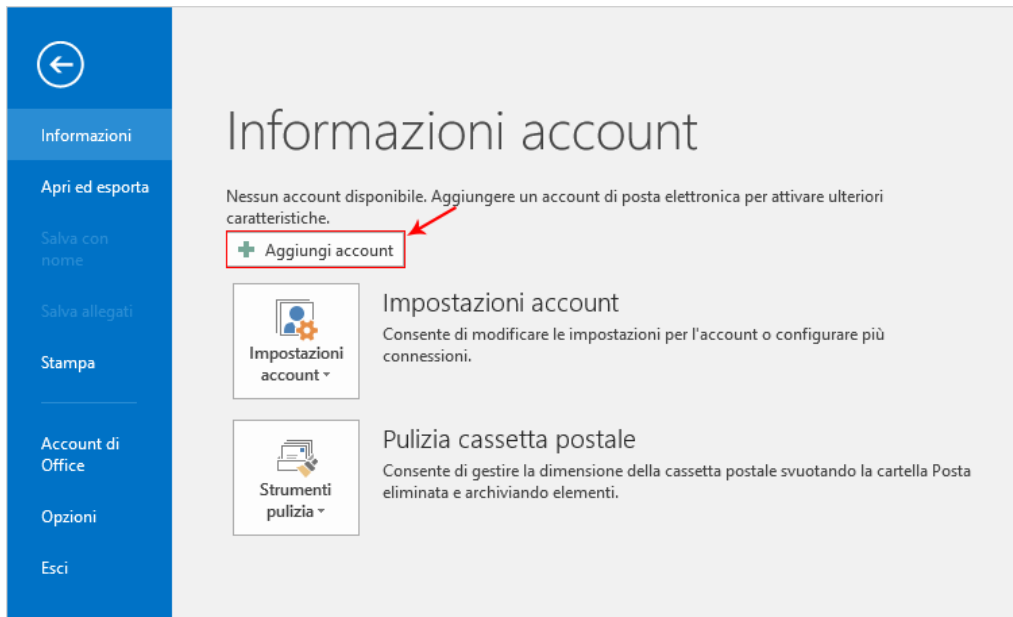 Informazioni
Apri ed esporta
Salva con
nome
Salva allegati
Stampa
Account di
Office
Opzioni
Esci
Informazioni account
Nessun account disponibile. Aggiungere un account di posta elettronica per attivare ulteriori
caratteristiche.
Aggiungi account
Impostazioni
account
Impostazioni account
Consente di modificare le impostazioni per l'account o configurare più
connessioni.
Strumenti
pulizia
Pulizia cassetta postale
Consente di gestire la dimensione della cassetta postale svuotando la cartella Posta
eliminata e archiviando elementi.